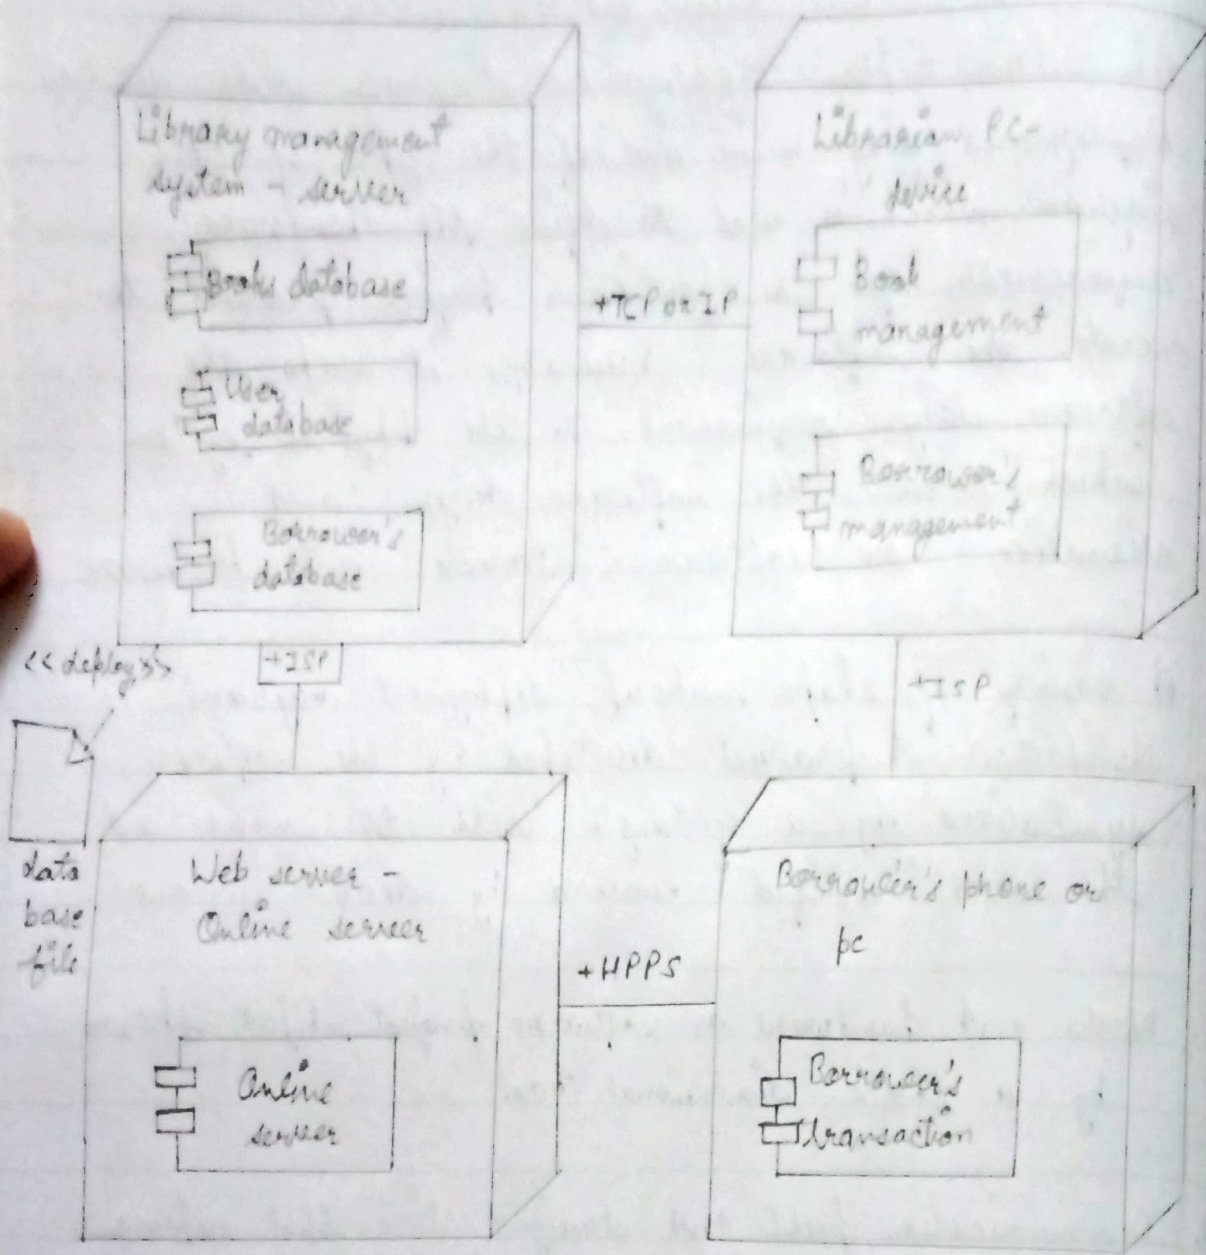 Library management
system - server
Books database
User
database
Borrower's
database
+TCP or IP
Librarian PC-
device
Book
management
Borrower's
management
<<deploy>>
+ISP
+ISP
data
base
file
Web server -
Online server
Online
server
+HPPS
Borrower's phone or
pc
Borrower's
transaction